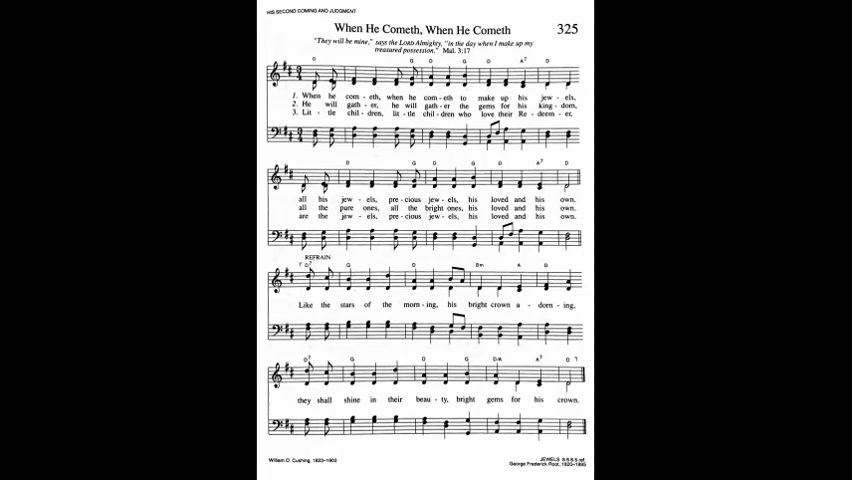 HIS SECOND COMING AND JUDGMENT
When He Cometh, When He Cometh 325
"They will be mine," says the LORD Almighty, "in the day when I make up my
treasured possession." Mal. 3:17
D G D G D A7 D
1. When he com - eth, when he com - eth to make up his jew - els,
2. He will gath - er, he will gath - er the gems for his king - dom,
3. Lit - tle chil - dren, lit - tle chil - dren who love their Re - deem - er,
D G D G D A7 D
all his jew - els, pre - cious jew - els, his loved and his own.
all the pure ones, all the bright ones, his loved and his own.
are the jew - els, pre - cious jew - els, his loved and his own.
REFRAIN
D7 G D Bm A D
Like the stars of the morn - ing, his bright crown a - dorn - ing,
D7 G D G D/A A7 D
they shall shine in their beau - ty, bright gems for his crown.
William O. Cushing, 1823–1903
JEWELS 8.6.8.5.ref.
George Frederick Root, 1820–1895